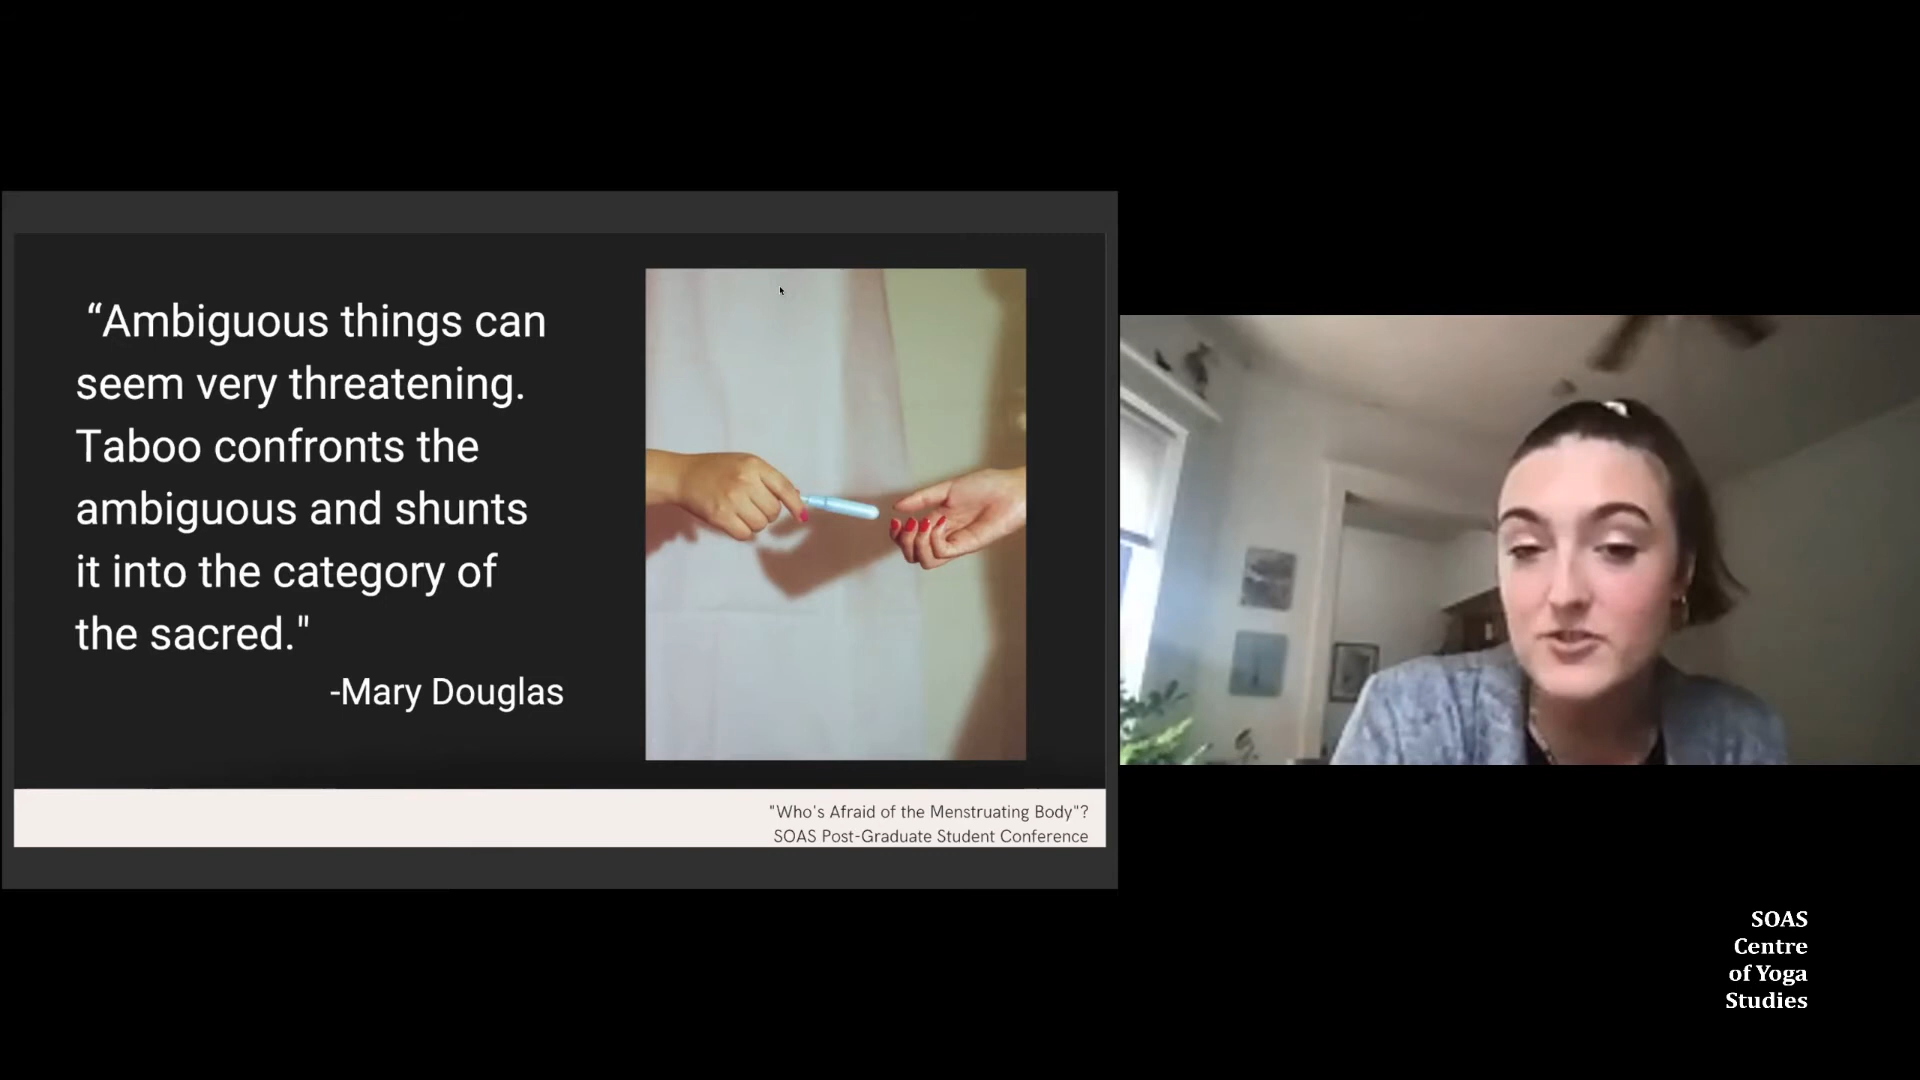 “Ambiguous things can
seem very threatening.
Taboo confronts the
ambiguous and shunts
it into the category of
the sacred."
-Mary Douglas
"Who's Afraid of the Menstruating Body"?
SOAS Post-Graduate Student Conference
SOAS
Centre
of Yoga
Studies